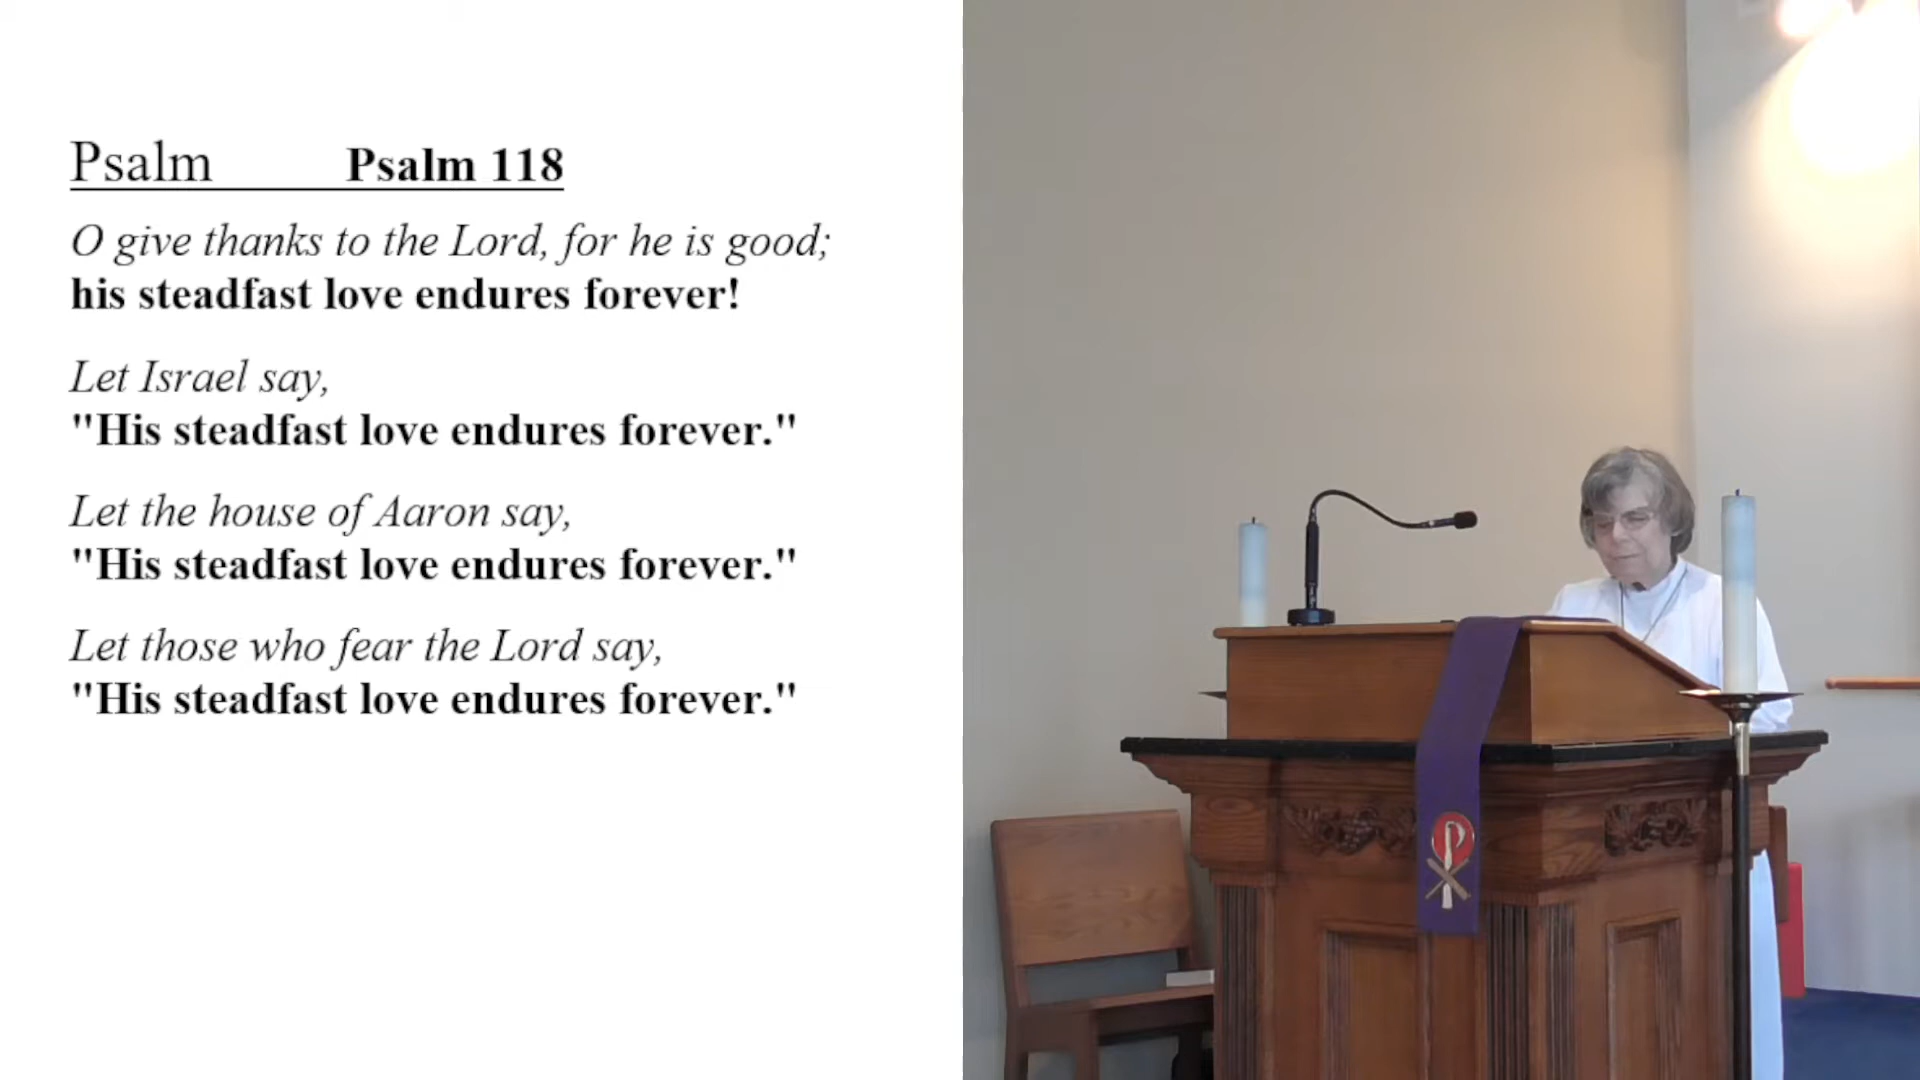 Psalm Psalm 118
O give thanks to the Lord, for he is good;
his steadfast love endures forever!
Let Israel say,
"His steadfast love endures forever."
Let the house of Aaron say,
"His steadfast love endures forever."
Let those who fear the Lord say,
"His steadfast love endures forever."